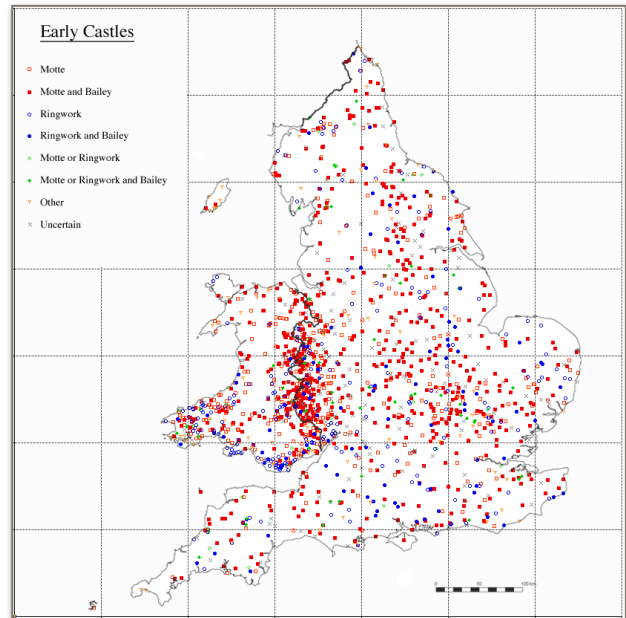 Early Castles
Motte
Motte and Bailey
Ringwork
Ringwork and Bailey
Motte or Ringwork
Motte or Ringwork and Bailey
Other
Uncertain
0 50 100 km